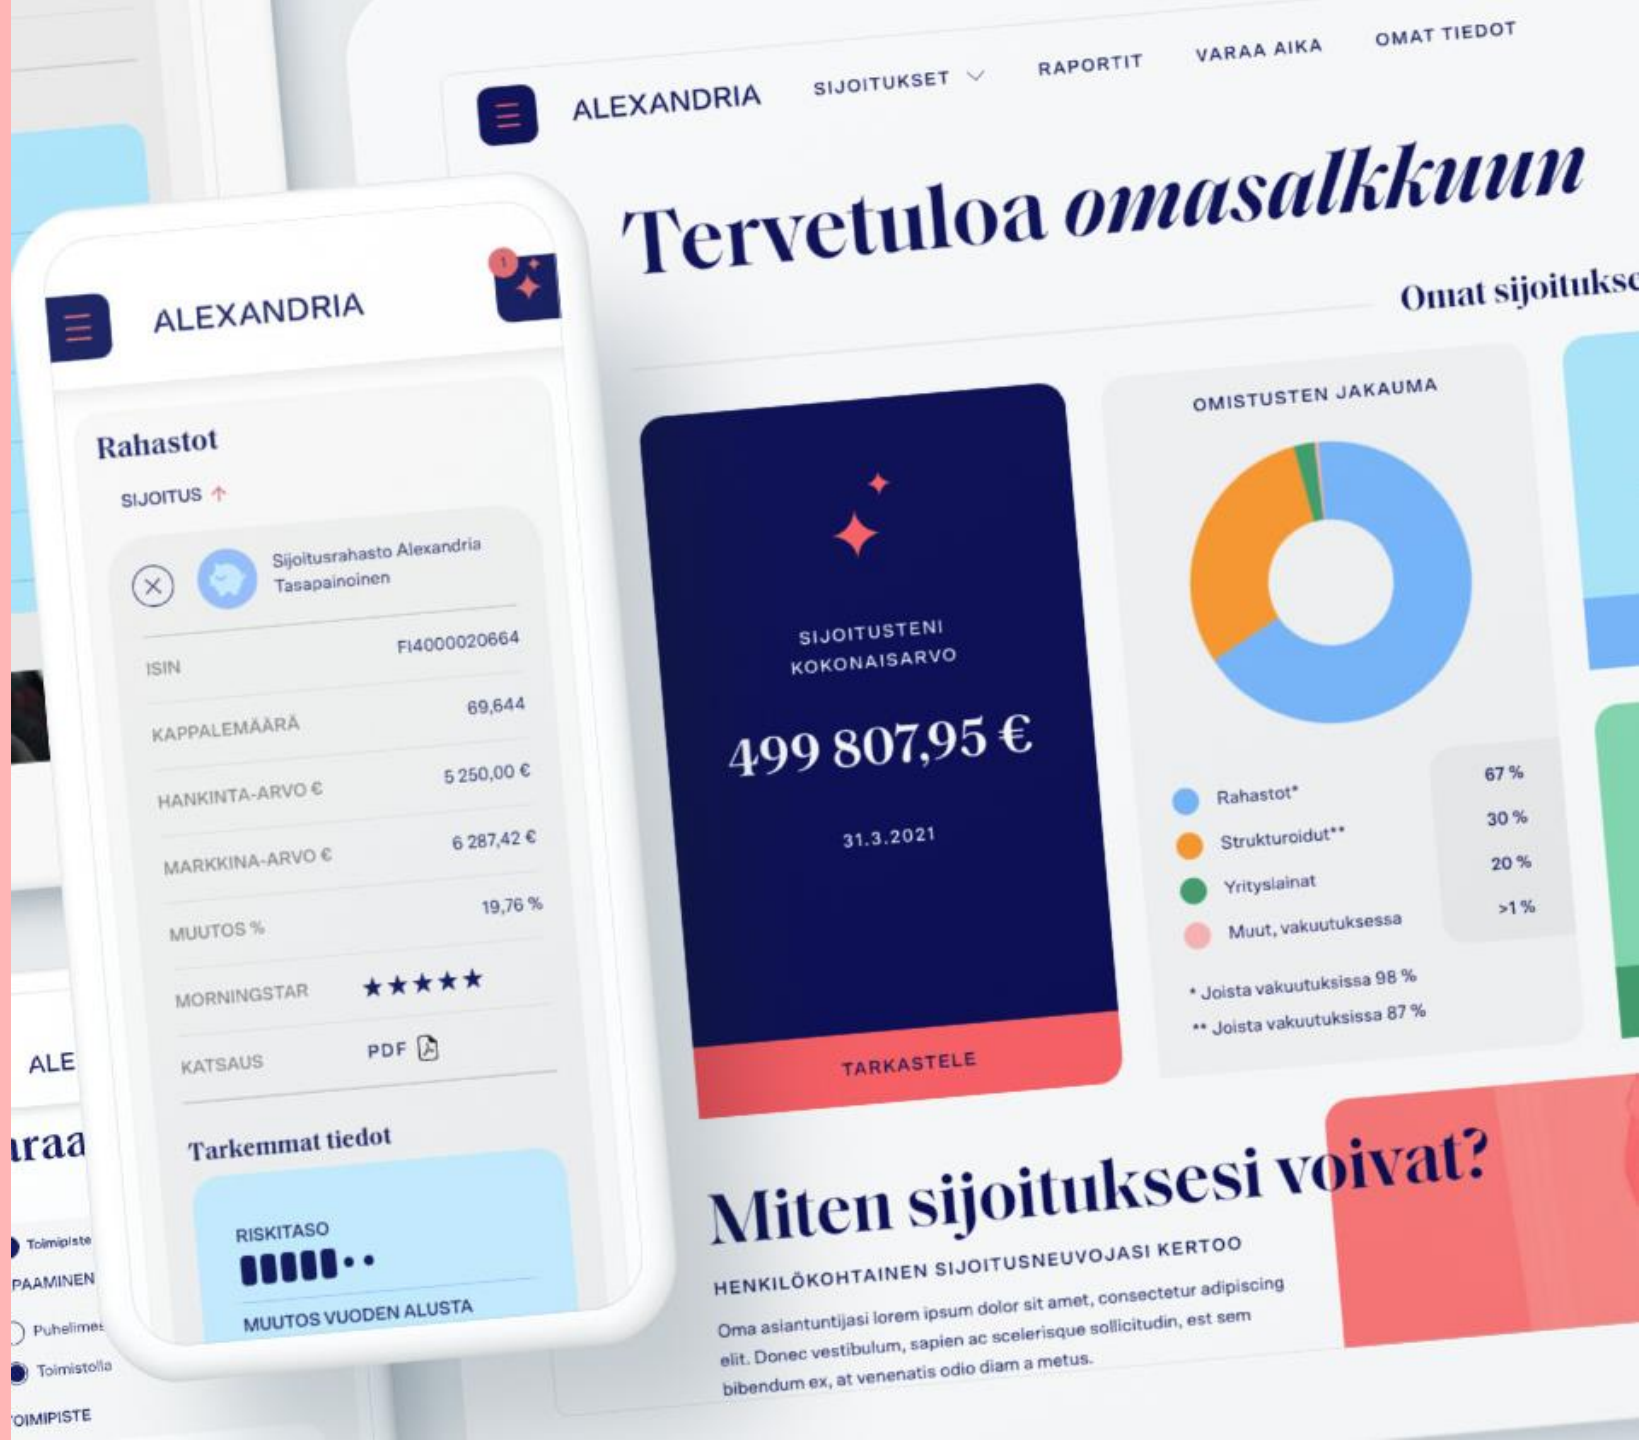 ALEXANDRIA
SIJOITUKSET
RAPORTIT
VARAA AIKA
OMAT TIEDOT
Tervetuloa omasalkkuun
Omat sijoitukse
SIJOITUSTENI
KOKONAISARVO
499 807,95 €
31.3.2021
TARKASTELE
OMISTUSTEN JAKAUMA
Rahastot* 67 %
Strukturoidut** 30 %
Yrityslainat 20 %
Muut, vakuutuksessa >1 %
* Joista vakuutuksissa 98 %
** Joista vakuutuksissa 87 %
Miten sijoituksesi voivat?
HENKILÖKOHTAINEN SIJOITUSNEUVOJASI KERTOO
Oma asiantuntijasi lorem ipsum dolor sit amet, consectetur adipiscing
elit. Donec vestibulum, sapien ac scelerisque sollicitudin, est sem
bibendum ex, at venenatis odio diam a metus.
ALEXANDRIA
1
Rahastot
SIJOITUS
Sijoitusrahasto Alexandria
Tasapainoinen
ISIN FI4000020664
KAPPALEMÄÄRÄ 69,644
HANKINTA-ARVO € 5 250,00 €
MARKKINA-ARVO € 6 287,42 €
MUUTOS % 19,76 %
MORNINGSTAR ★★★★★
KATSAUS PDF
Tarkemmat tiedot
RISKITASO
MUUTOS VUODEN ALUSTA
ALE
araa
Toimipiste
PAAMINEN
Puhelimes
Toimistolla
OIMIPISTE